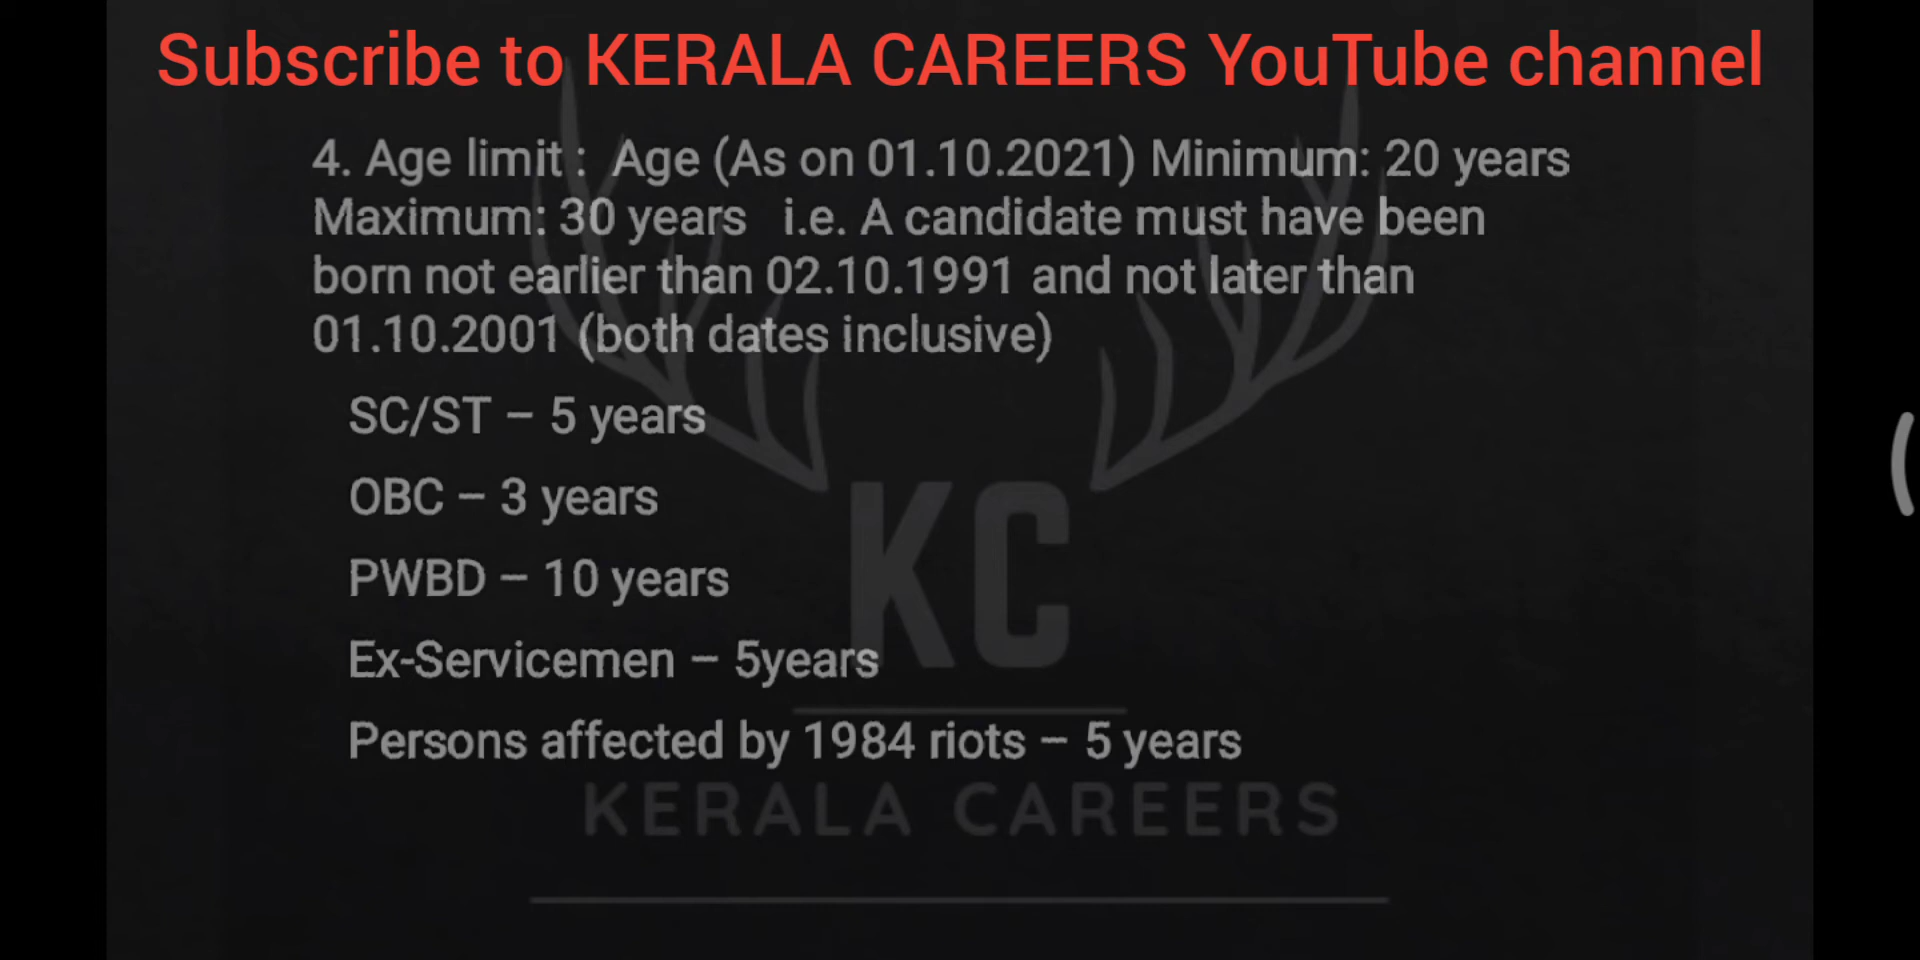 Subscribe to KERALA CAREERS YouTube channel
4. Age limit : Age (As on 01.10.2021) Minimum: 20 years
Maximum: 30 years i.e. A candidate must have been
born not earlier than 02.10.1991 and not later than
01.10.2001 (both dates inclusive)
SC/ST – 5 years
OBC – 3 years
PWBD – 10 years
KC
Ex-Servicemen – 5years
Persons affected by 1984 riots – 5 years
KERALA CAREERS